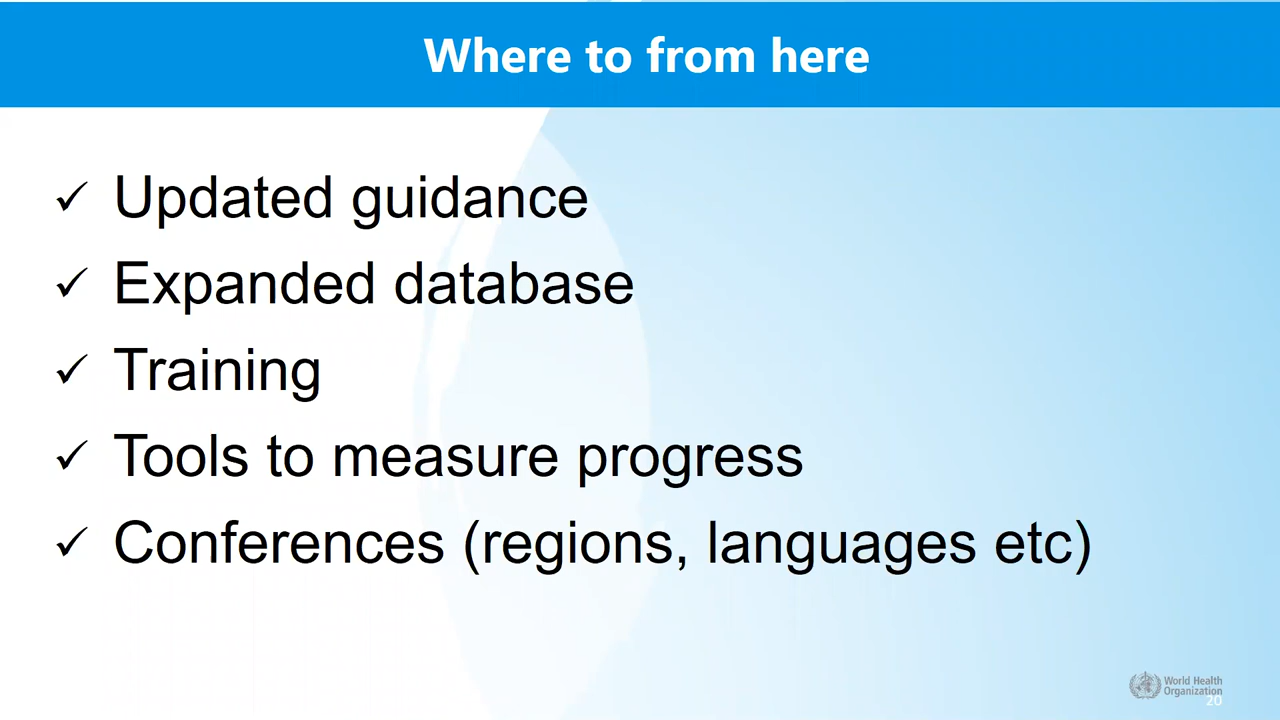 Where to from here
✓ Updated guidance
✓ Expanded database
✓ Training
✓ Tools to measure progress
✓ Conferences (regions, languages etc)
World Health
Organization
20